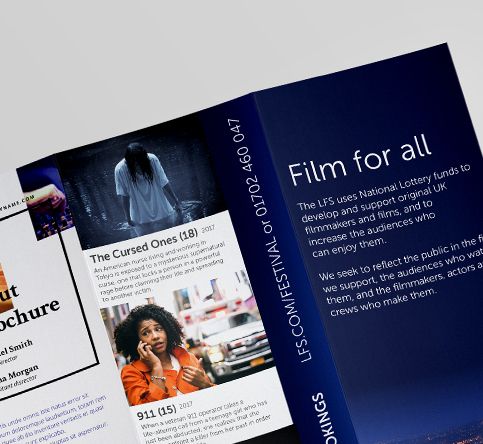 YNAME.COM
ut
ochure
el Smith
director
a Morgan
tant director
The Cursed Ones (18) 2017
An American nurse living and working in
Tokyo is exposed to a mysterious supernatural
curse, one that locks a person in a powerful
rage before claiming their life and spreading
to another victim.
911 (15) 2017
When a veteran 911 operator takes a
life-altering call from a teenage girl who has
just been abducted, she realizes that she
must confront a killer from her past in order
LFS.COM/FESTIVAL or 01702 460 047
OKINGS
Film for all
The LFS uses National Lottery funds to
develop and support original UK
filmmakers and films, and to
increase the audiences who
can enjoy them.
We seek to reflect the public in the fi
we support, the audiences who wat
them, and the filmmakers, actors a
crews who make them.